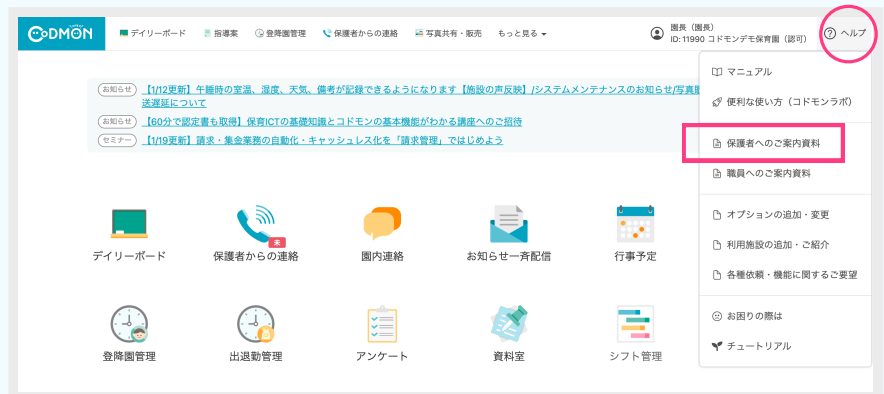 CoDMON
デイリーボード
指導案
登降園管理
保護者からの連絡
写真共有・販売
もっと見る
園長（園長）
ID: 11990 コドモンデモ保育園（認可）
ヘルプ
お知らせ
【1/12更新】午睡時の室温、湿度、天気、備考が記録できるようになります【施設の声反映】/システムメンテナンスのお知らせ/写真販
送遅延について
お知らせ
【60分で認定書も取得】保育ICTの基礎知識とコドモンの基本機能がわかる講座へのご招待
セミナー
【1/19更新】請求・集金業務の自動化・キャッシュレス化を「請求管理」ではじめよう
マニュアル
便利な使い方（コドモンラボ）
保護者へのご案内資料
職員へのご案内資料
オプションの追加・変更
利用施設の追加・ご紹介
各種依頼・機能に関するご要望
お困りの際は
チュートリアル
未
デイリーボード
保護者からの連絡
園内連絡
お知らせ一斉配信
行事予定
登降園管理
出退勤管理
アンケート
資料室
シフト管理